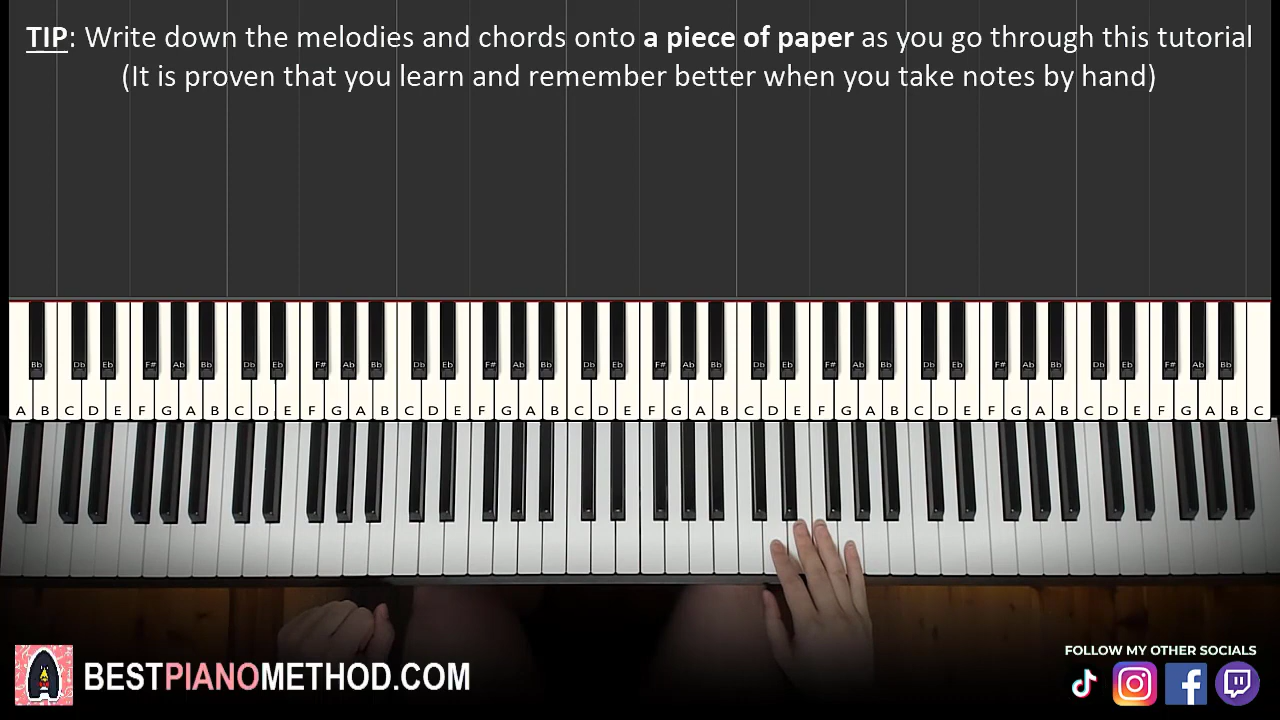 TIP: Write down the melodies and chords onto a piece of paper as you go through this tutorial
(It is proven that you learn and remember better when you take notes by hand)
Bb Db Eb F# Ab Bb Db Eb F# Ab Bb Db Eb F# Ab Bb Db Eb F# Ab Bb Db Eb F# Ab Bb Db Eb F# Ab Bb Db Eb F# Ab Bb
A B C D E F G A B C D E F G A B C D E F G A B C D E F G A B C D E F G A B C D E F G A B C D E F G A B C
BESTPIANOMETHOD.COM
FOLLOW MY OTHER SOCIALS